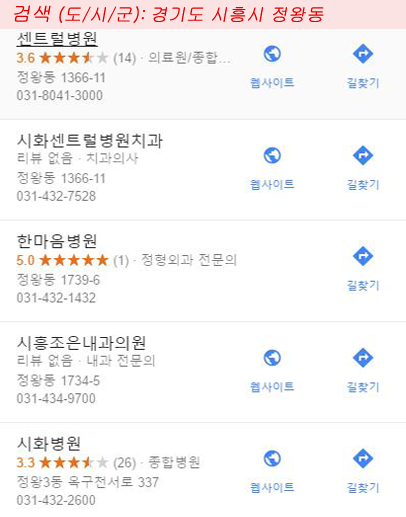 검색 (도/시/군): 경기도 시흥시 정왕동
센트럴병원
3.6 ★★★★★ (14) · 의료원/종합...
정왕동 1366-11
031-8041-3000
웹사이트 길찾기
시화센트럴병원치과
리뷰 없음 · 치과의사
정왕동 1366-11
031-432-7528
웹사이트 길찾기
한마음병원
5.0 ★★★★★ (1) · 정형외과 전문의
정왕동 1739-6
031-432-1432
길찾기
시흥조은내과의원
리뷰 없음 · 내과 전문의
정왕동 1734-5
031-434-9700
웹사이트 길찾기
시화병원
3.3 ★★★★★ (26) · 종합병원
정왕3동 옥구천서로 337
031-432-2600
웹사이트 길찾기